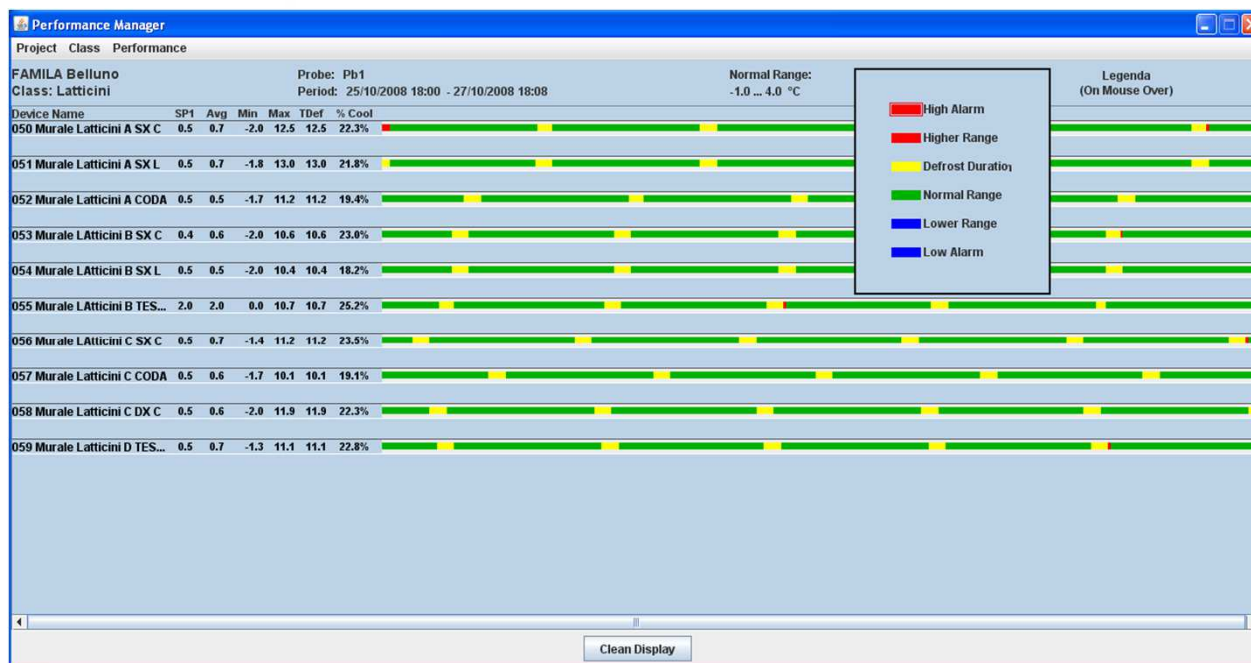 Performance Manager
Project Class Performance
FAMILA Belluno Probe: Pb1 Normal Range: Legenda
Class: Latticini Period: 25/10/2008 18:00 - 27/10/2008 18:08 -1.0 ... 4.0 °C (On Mouse Over)
Device Name SP1 Avg Min Max TDef % Cool
050 Murale Latticini A SX C 0.5 0.7 -2.0 12.5 12.5 22.3%
051 Murale Latticini A SX L 0.5 0.7 -1.8 13.0 13.0 21.8%
052 Murale Latticini A CODA 0.5 0.5 -1.7 11.2 11.2 19.4%
053 Murale LAtticini B SX C 0.4 0.6 -2.0 10.6 10.6 23.0%
054 Murale LAtticini B SX L 0.5 0.5 -2.0 10.4 10.4 18.2%
055 Murale LAtticini B TES... 2.0 2.0 0.0 10.7 10.7 25.2%
056 Murale LAtticini C SX C 0.5 0.7 -1.4 11.2 11.2 23.5%
057 Murale Latticini C CODA 0.5 0.6 -1.7 10.1 10.1 19.1%
058 Murale Latticini C DX C 0.5 0.6 -2.0 11.9 11.9 22.3%
059 Murale Latticini D TES... 0.5 0.7 -1.3 11.1 11.1 22.8%
High Alarm
Higher Range
Defrost Duration
Normal Range
Lower Range
Low Alarm
Clean Display